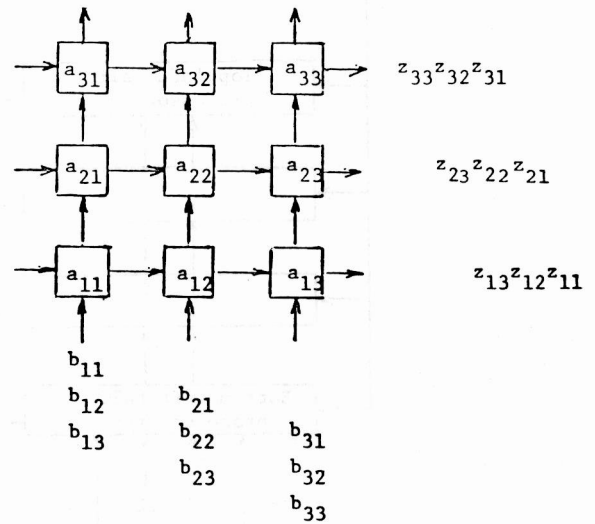 a31 a32 a33 z33z32z31
a21 a22 a23 z23z22z21
a11 a12 a13 z13z12z11
b11
b12 b21
b13 b22 b31
b23 b32
b33